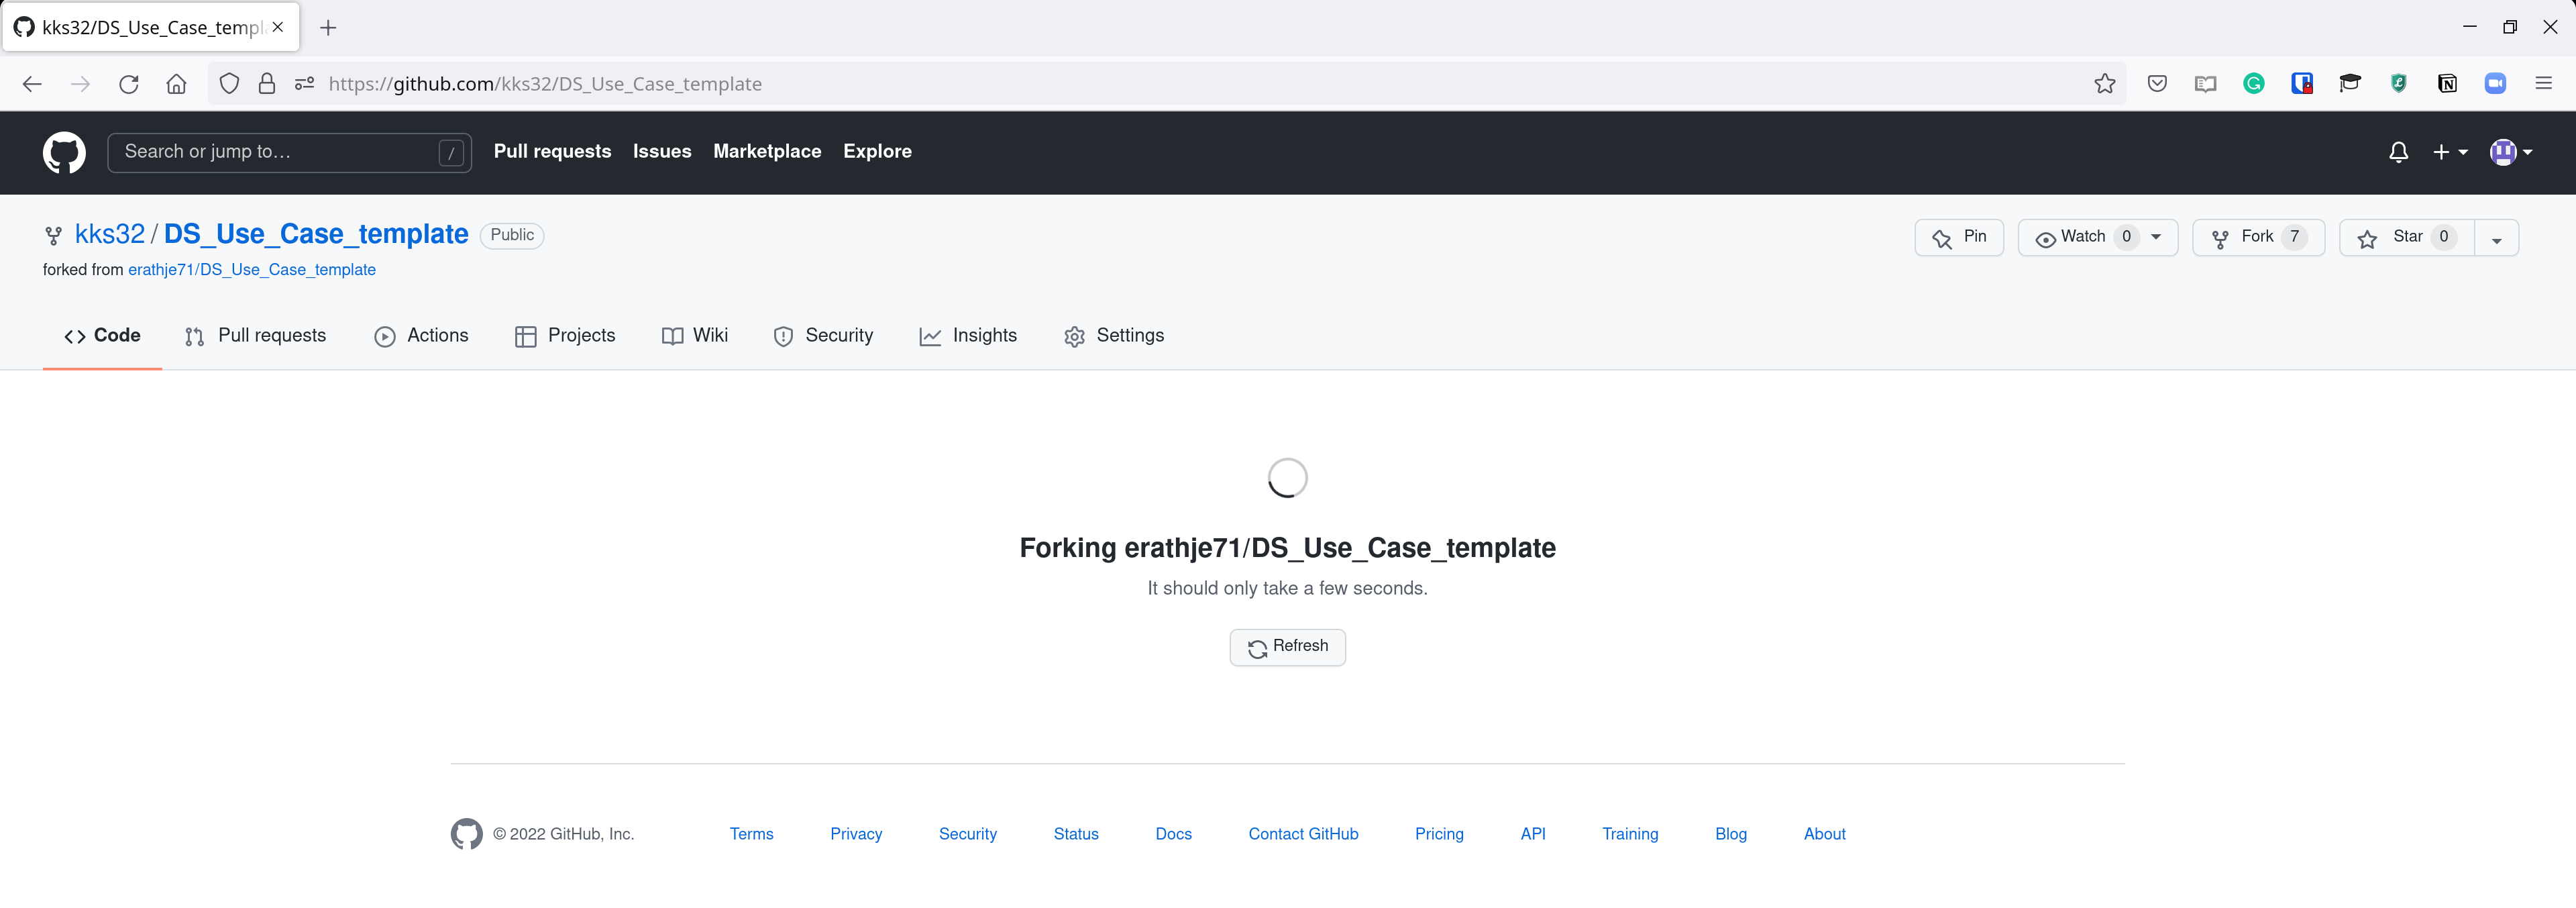 kks32/DS_Use_Case_templ
https://github.com/kks32/DS_Use_Case_template
Search or jump to… /
Pull requests Issues Marketplace Explore
kks32 / DS_Use_Case_template Public
Pin Watch 0 Fork 7 Star 0
forked from erathje71/DS_Use_Case_template
Code Pull requests Actions Projects Wiki Security Insights Settings
Forking erathje71/DS_Use_Case_template
It should only take a few seconds.
Refresh
© 2022 GitHub, Inc. Terms Privacy Security Status Docs Contact GitHub Pricing API Training Blog About